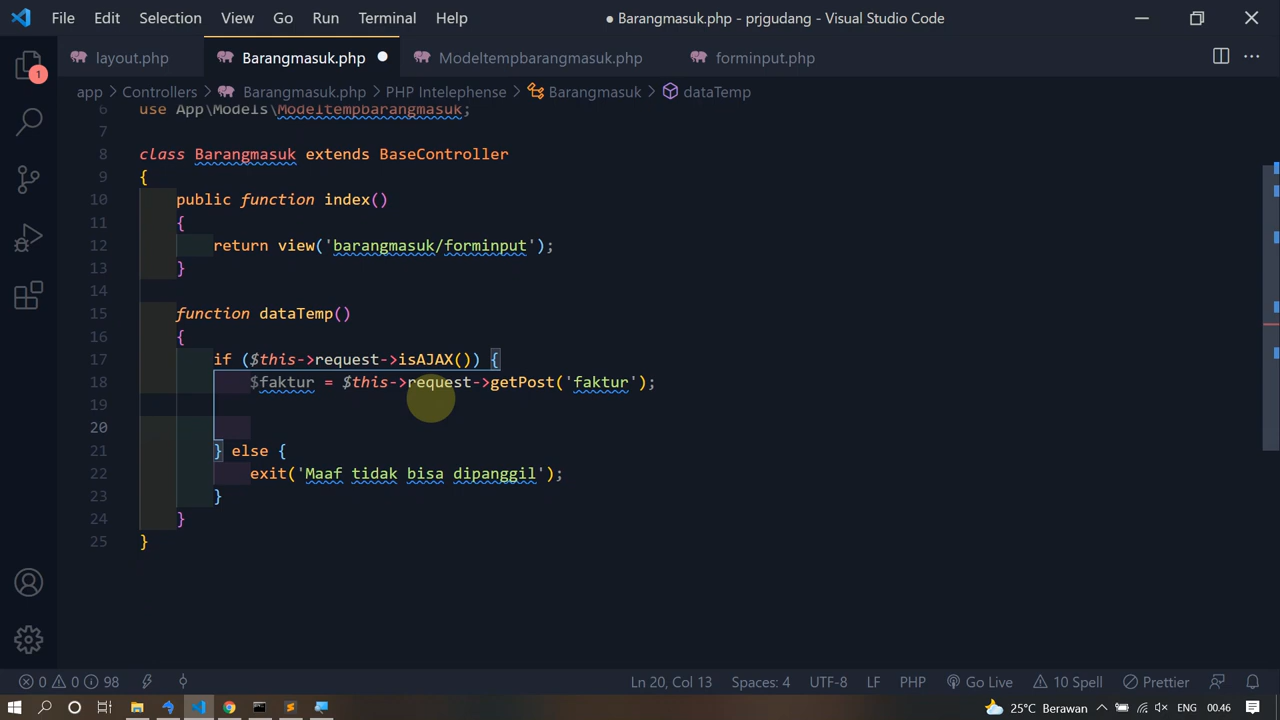 File Edit Selection View Go Run Terminal Help ● Barangmasuk.php - prjgudang - Visual Studio Code
layout.php Barangmasuk.php Modeltempbarangmasuk.php forminput.php
1
app Controllers Barangmasuk.php PHP Intelephense Barangmasuk dataTemp
6 use App\Models\Modeltempbarangmasuk;
7
8 class Barangmasuk extends BaseController
9 {
10 public function index()
11 {
12 return view('barangmasuk/forminput');
13 }
14
15 function dataTemp()
16 {
17 if ($this->request->isAJAX()) {
18 $faktur = $this->request->getPost('faktur');
19
20
21 } else {
22 exit('Maaf tidak bisa dipanggil');
23 }
24 }
25 }
0 0 98 Ln 20, Col 13 Spaces: 4 UTF-8 LF PHP Go Live 10 Spell Prettier
25°C Berawan ENG 00.46